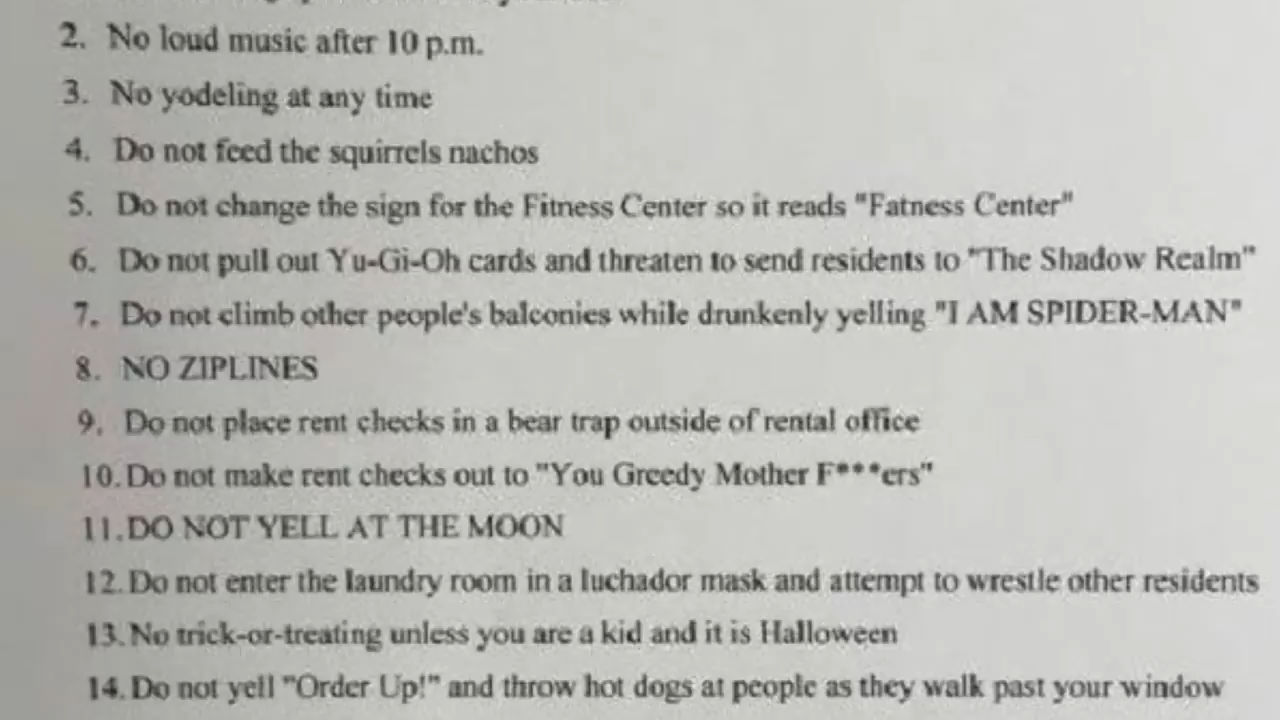 2. No loud music after 10 p.m.
3. No yodeling at any time
4. Do not feed the squirrels nachos
5. Do not change the sign for the Fitness Center so it reads "Fatness Center"
6. Do not pull out Yu-Gi-Oh cards and threaten to send residents to "The Shadow Realm"
7. Do not climb other people's balconies while drunkenly yelling "I AM SPIDER-MAN"
8. NO ZIPLINES
9. Do not place rent checks in a bear trap outside of rental office
10. Do not make rent checks out to "You Greedy Mother F***ers"
11. DO NOT YELL AT THE MOON
12. Do not enter the laundry room in a luchador mask and attempt to wrestle other residents
13. No trick-or-treating unless you are a kid and it is Halloween
14. Do not yell "Order Up!" and throw hot dogs at people as they walk past your window